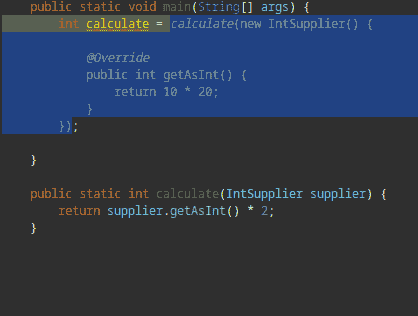 public static void main(String[] args) {
int calculate = calculate(new IntSupplier() {
@Override
public int getAsInt() {
return 10 * 20;
}
});
}
public static int calculate(IntSupplier supplier) {
return supplier.getAsInt() * 2;
}